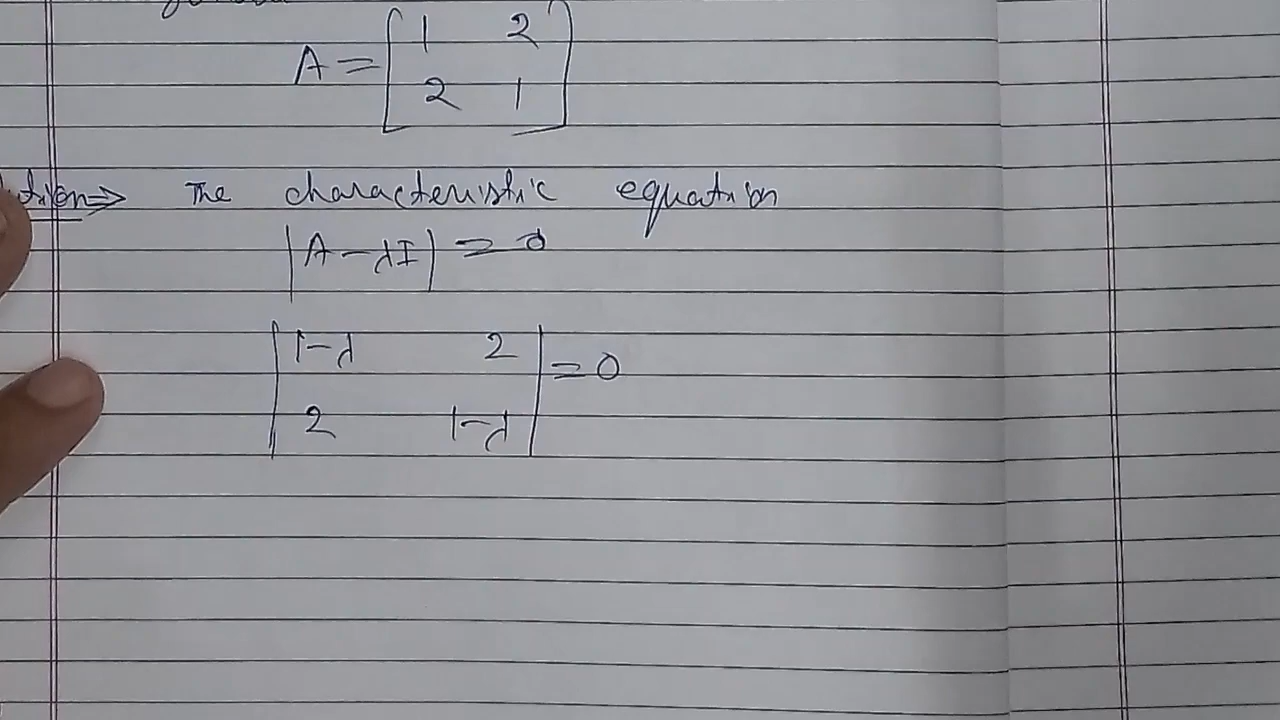 A = [ 1 2
2 1 ]
The characteristic equation
|A - λI| = 0
| 1-λ 2 | = 0
| 2 1-λ |